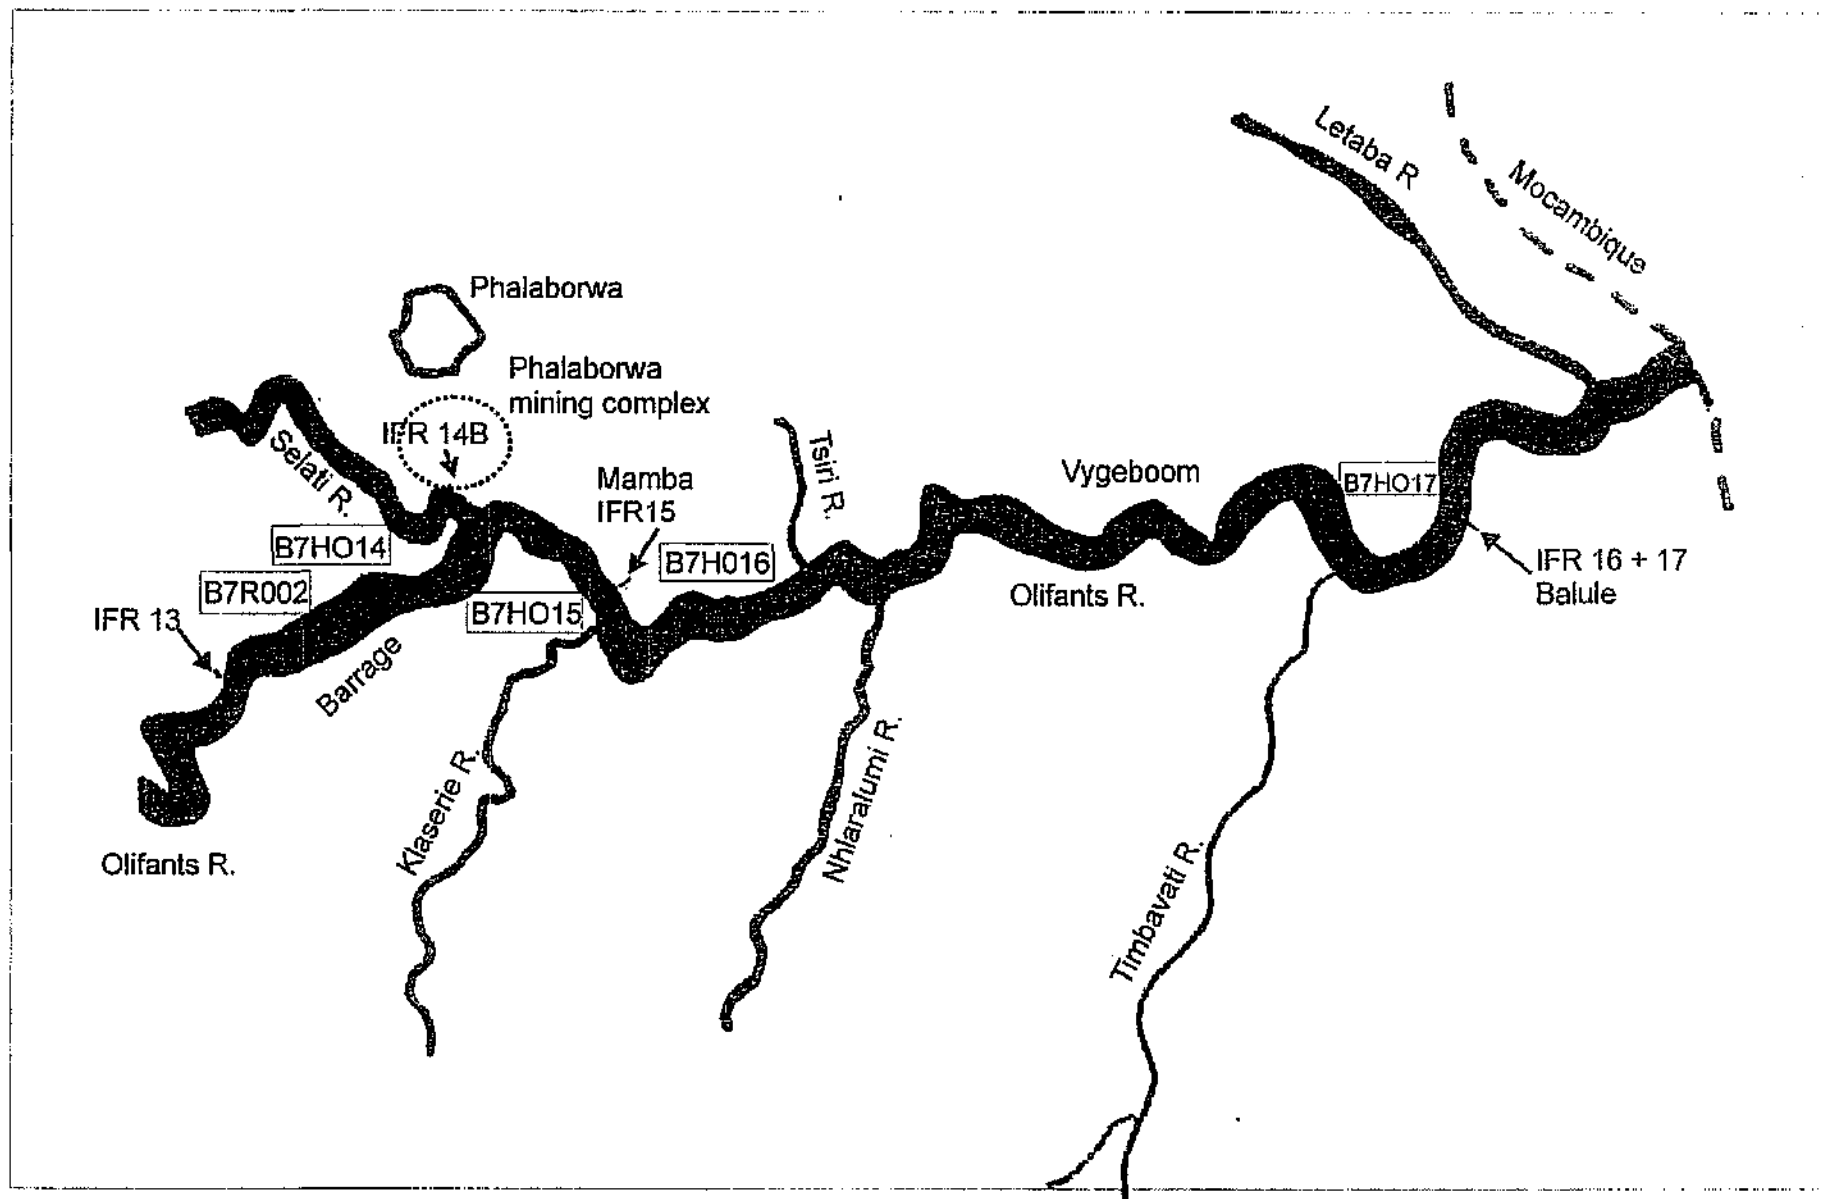 Letaba R
Mocambique
Phalaborwa
Phalaborwa
mining complex
IFR 14B
Selati R.
Mamba
IFR15
Tsiri R.
Vygeboom
B7HO17
B7HO14
B7H016
B7R002
B7HO15
IFR 16 + 17
Balule
Olifants R.
IFR 13
Barrage
Klaserie R.
Nhlaralumi R.
Olifants R.
Timbavati R.